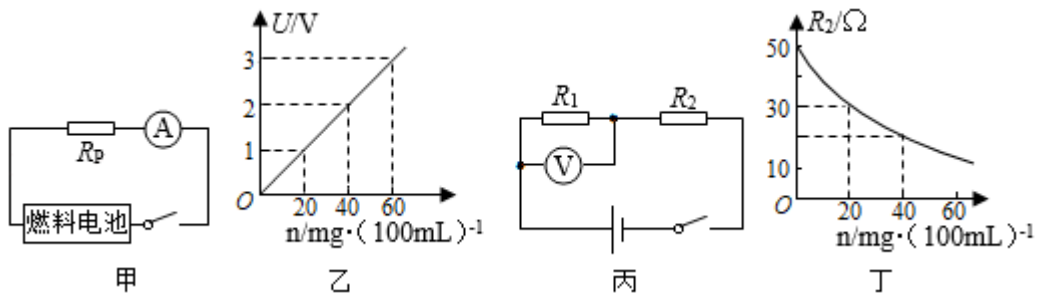 R_P
A
燃料电池
甲
U/V
3
2
1
O
20 40 60
n/mg·(100mL)⁻¹
乙
R₁
R₂
V
丙
R₂/Ω
50
30
10
O
20 40 60
n/mg·(100mL)⁻¹
丁